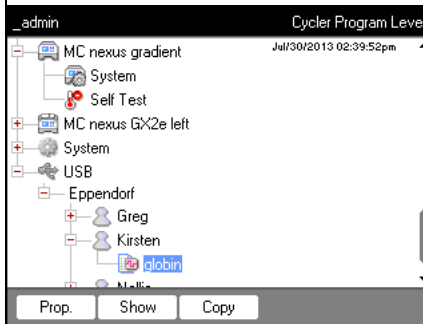 _admin Cycler Program Leve
MC nexus gradient Jul/30/2013 02:39:52pm
System
Self Test
MC nexus GX2e left
System
USB
Eppendorf
Greg
Kirsten
globin
Prop. Show Copy